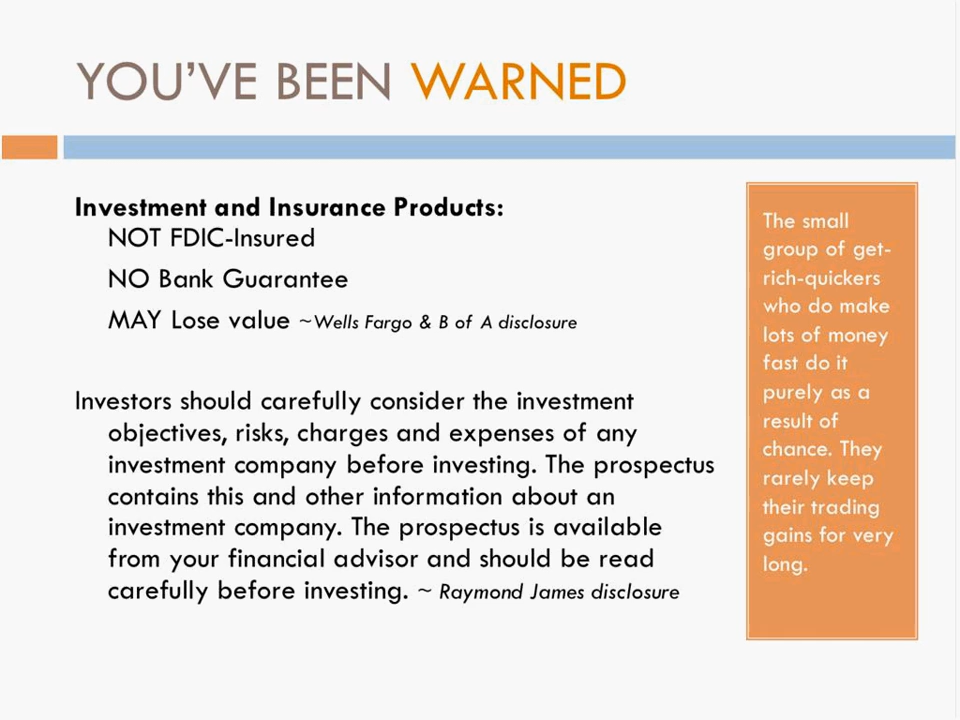 YOU’VE BEEN WARNED
Investment and Insurance Products:
NOT FDIC-Insured
NO Bank Guarantee
MAY Lose value ~Wells Fargo & B of A disclosure
Investors should carefully consider the investment
objectives, risks, charges and expenses of any
investment company before investing. The prospectus
contains this and other information about an
investment company. The prospectus is available
from your financial advisor and should be read
carefully before investing. ~ Raymond James disclosure
The small
group of get-
rich-quickers
who do make
lots of money
fast do it
purely as a
result of
chance. They
rarely keep
their trading
gains for very
long.